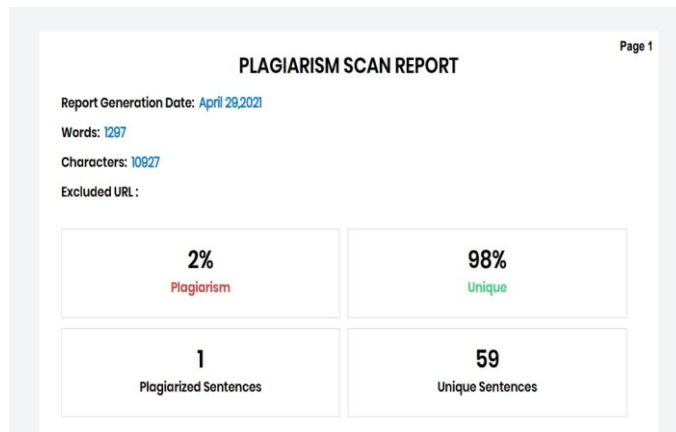 Page 1
PLAGIARISM SCAN REPORT
Report Generation Date: April 29,2021
Words: 1297
Characters: 10927
Excluded URL :
2%
Plagiarism
98%
Unique
1
Plagiarized Sentences
59
Unique Sentences